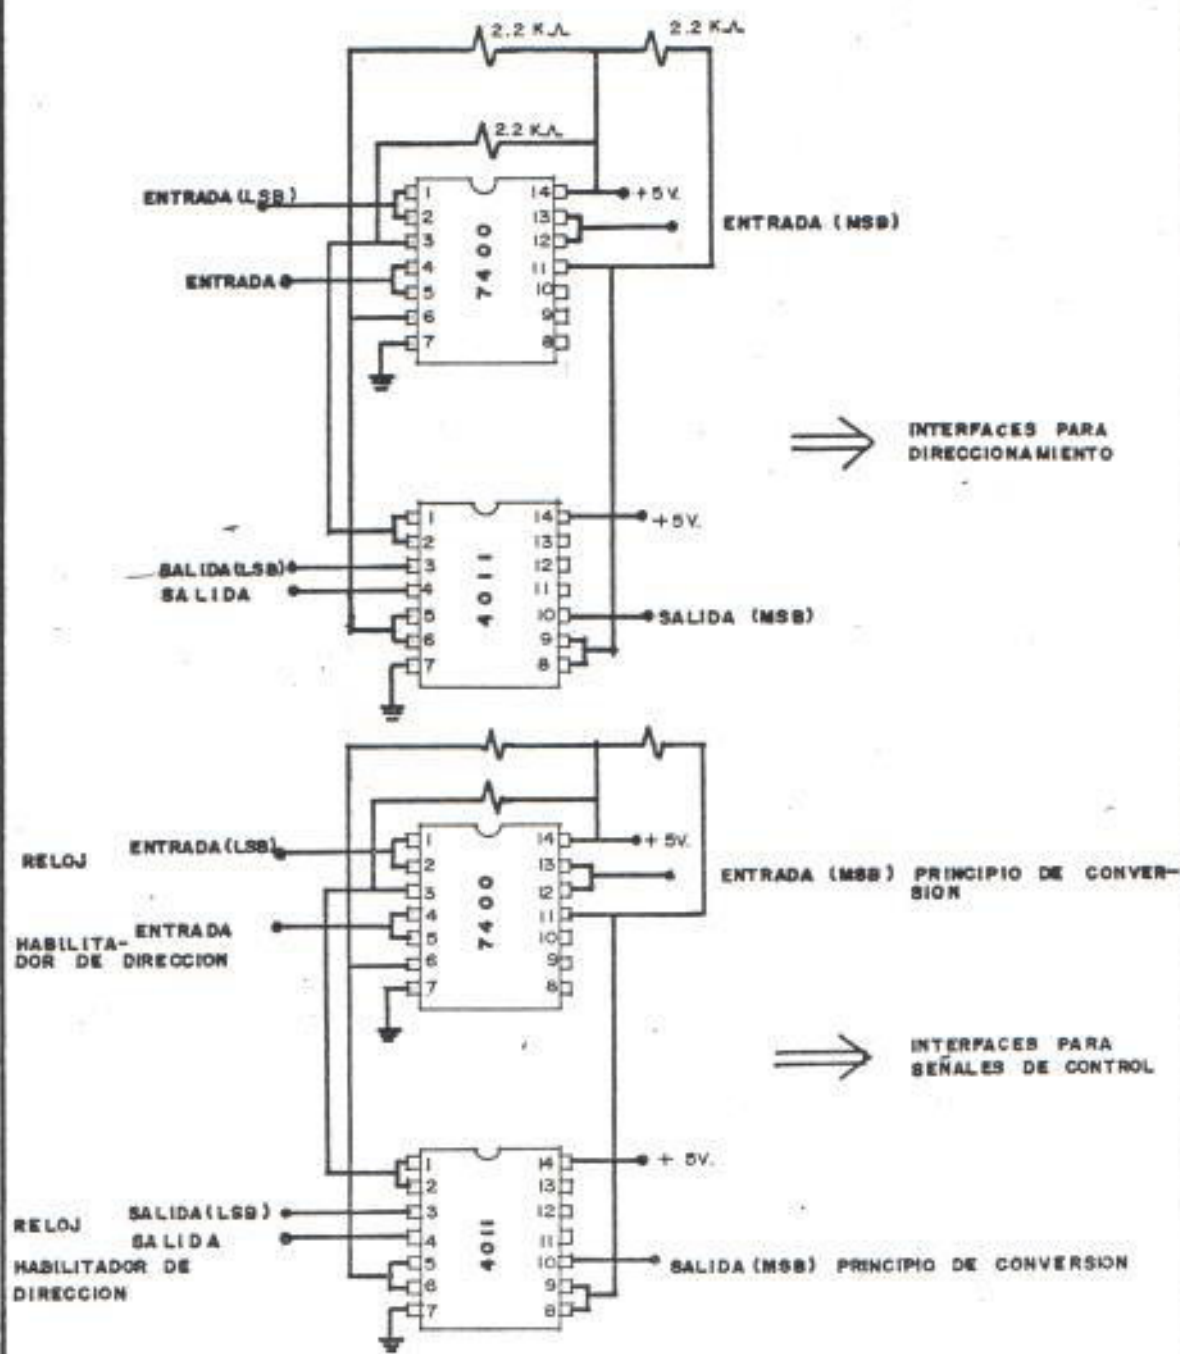 2.2 K
2.2 K
2.2 K
ENTRADA (LSB)
1
2
3
4
5
6
7
7400
14
13
12
11
10
9
8
+5V.
ENTRADA (MSB)
ENTRADA
INTERFACES PARA
DIRECCIONAMIENTO
1
2
3
4
5
6
7
4011
14
13
12
11
10
9
8
+5V.
SALIDA(LSB)
SALIDA
SALIDA (MSB)
RELOJ ENTRADA(LSB)
ENTRADA
HABILITA-
DOR DE DIRECCION
1
2
3
4
5
6
7
7400
14
13
12
11
10
9
8
+ 5V.
ENTRADA (MSB) PRINCIPIO DE CONVER-
SION
INTERFACES PARA
SEÑALES DE CONTROL
1
2
3
4
5
6
7
4011
14
13
12
11
10
9
8
+ 5V.
RELOJ SALIDA(LSB)
SALIDA
HABILITADOR DE
DIRECCION
SALIDA (MSB) PRINCIPIO DE CONVERSION